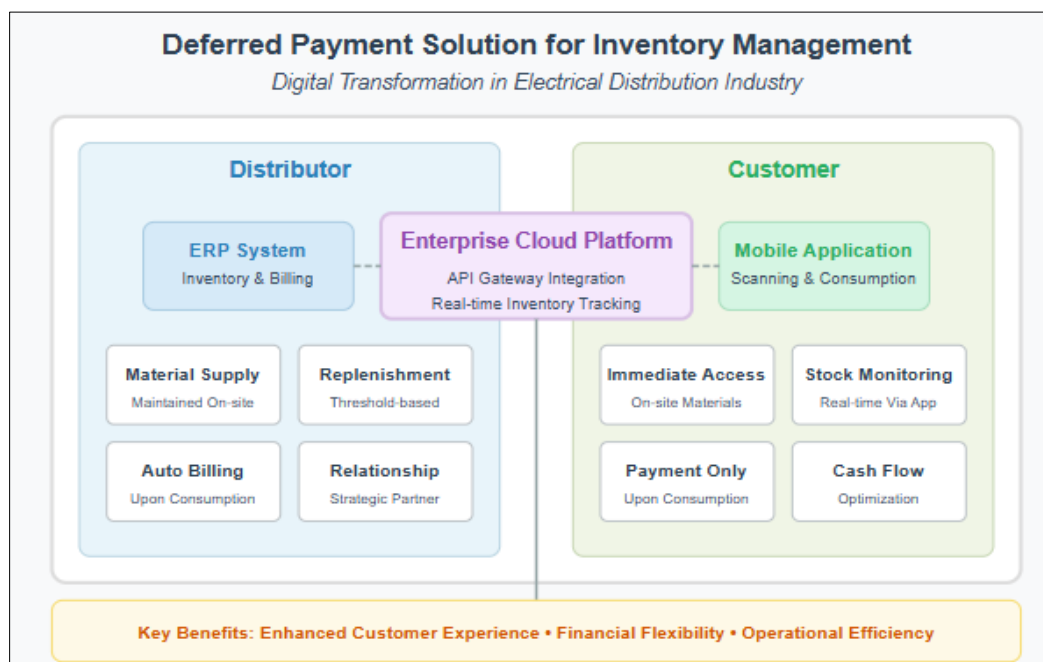 Deferred Payment Solution for Inventory Management
Digital Transformation in Electrical Distribution Industry
Distributor
ERP System
Inventory & Billing
Material Supply
Maintained On-site
Replenishment
Threshold-based
Auto Billing
Upon Consumption
Relationship
Strategic Partner
Enterprise Cloud Platform
API Gateway Integration
Real-time Inventory Tracking
Customer
Mobile Application
Scanning & Consumption
Immediate Access
On-site Materials
Stock Monitoring
Real-time Via App
Payment Only
Upon Consumption
Cash Flow
Optimization
Key Benefits: Enhanced Customer Experience • Financial Flexibility • Operational Efficiency